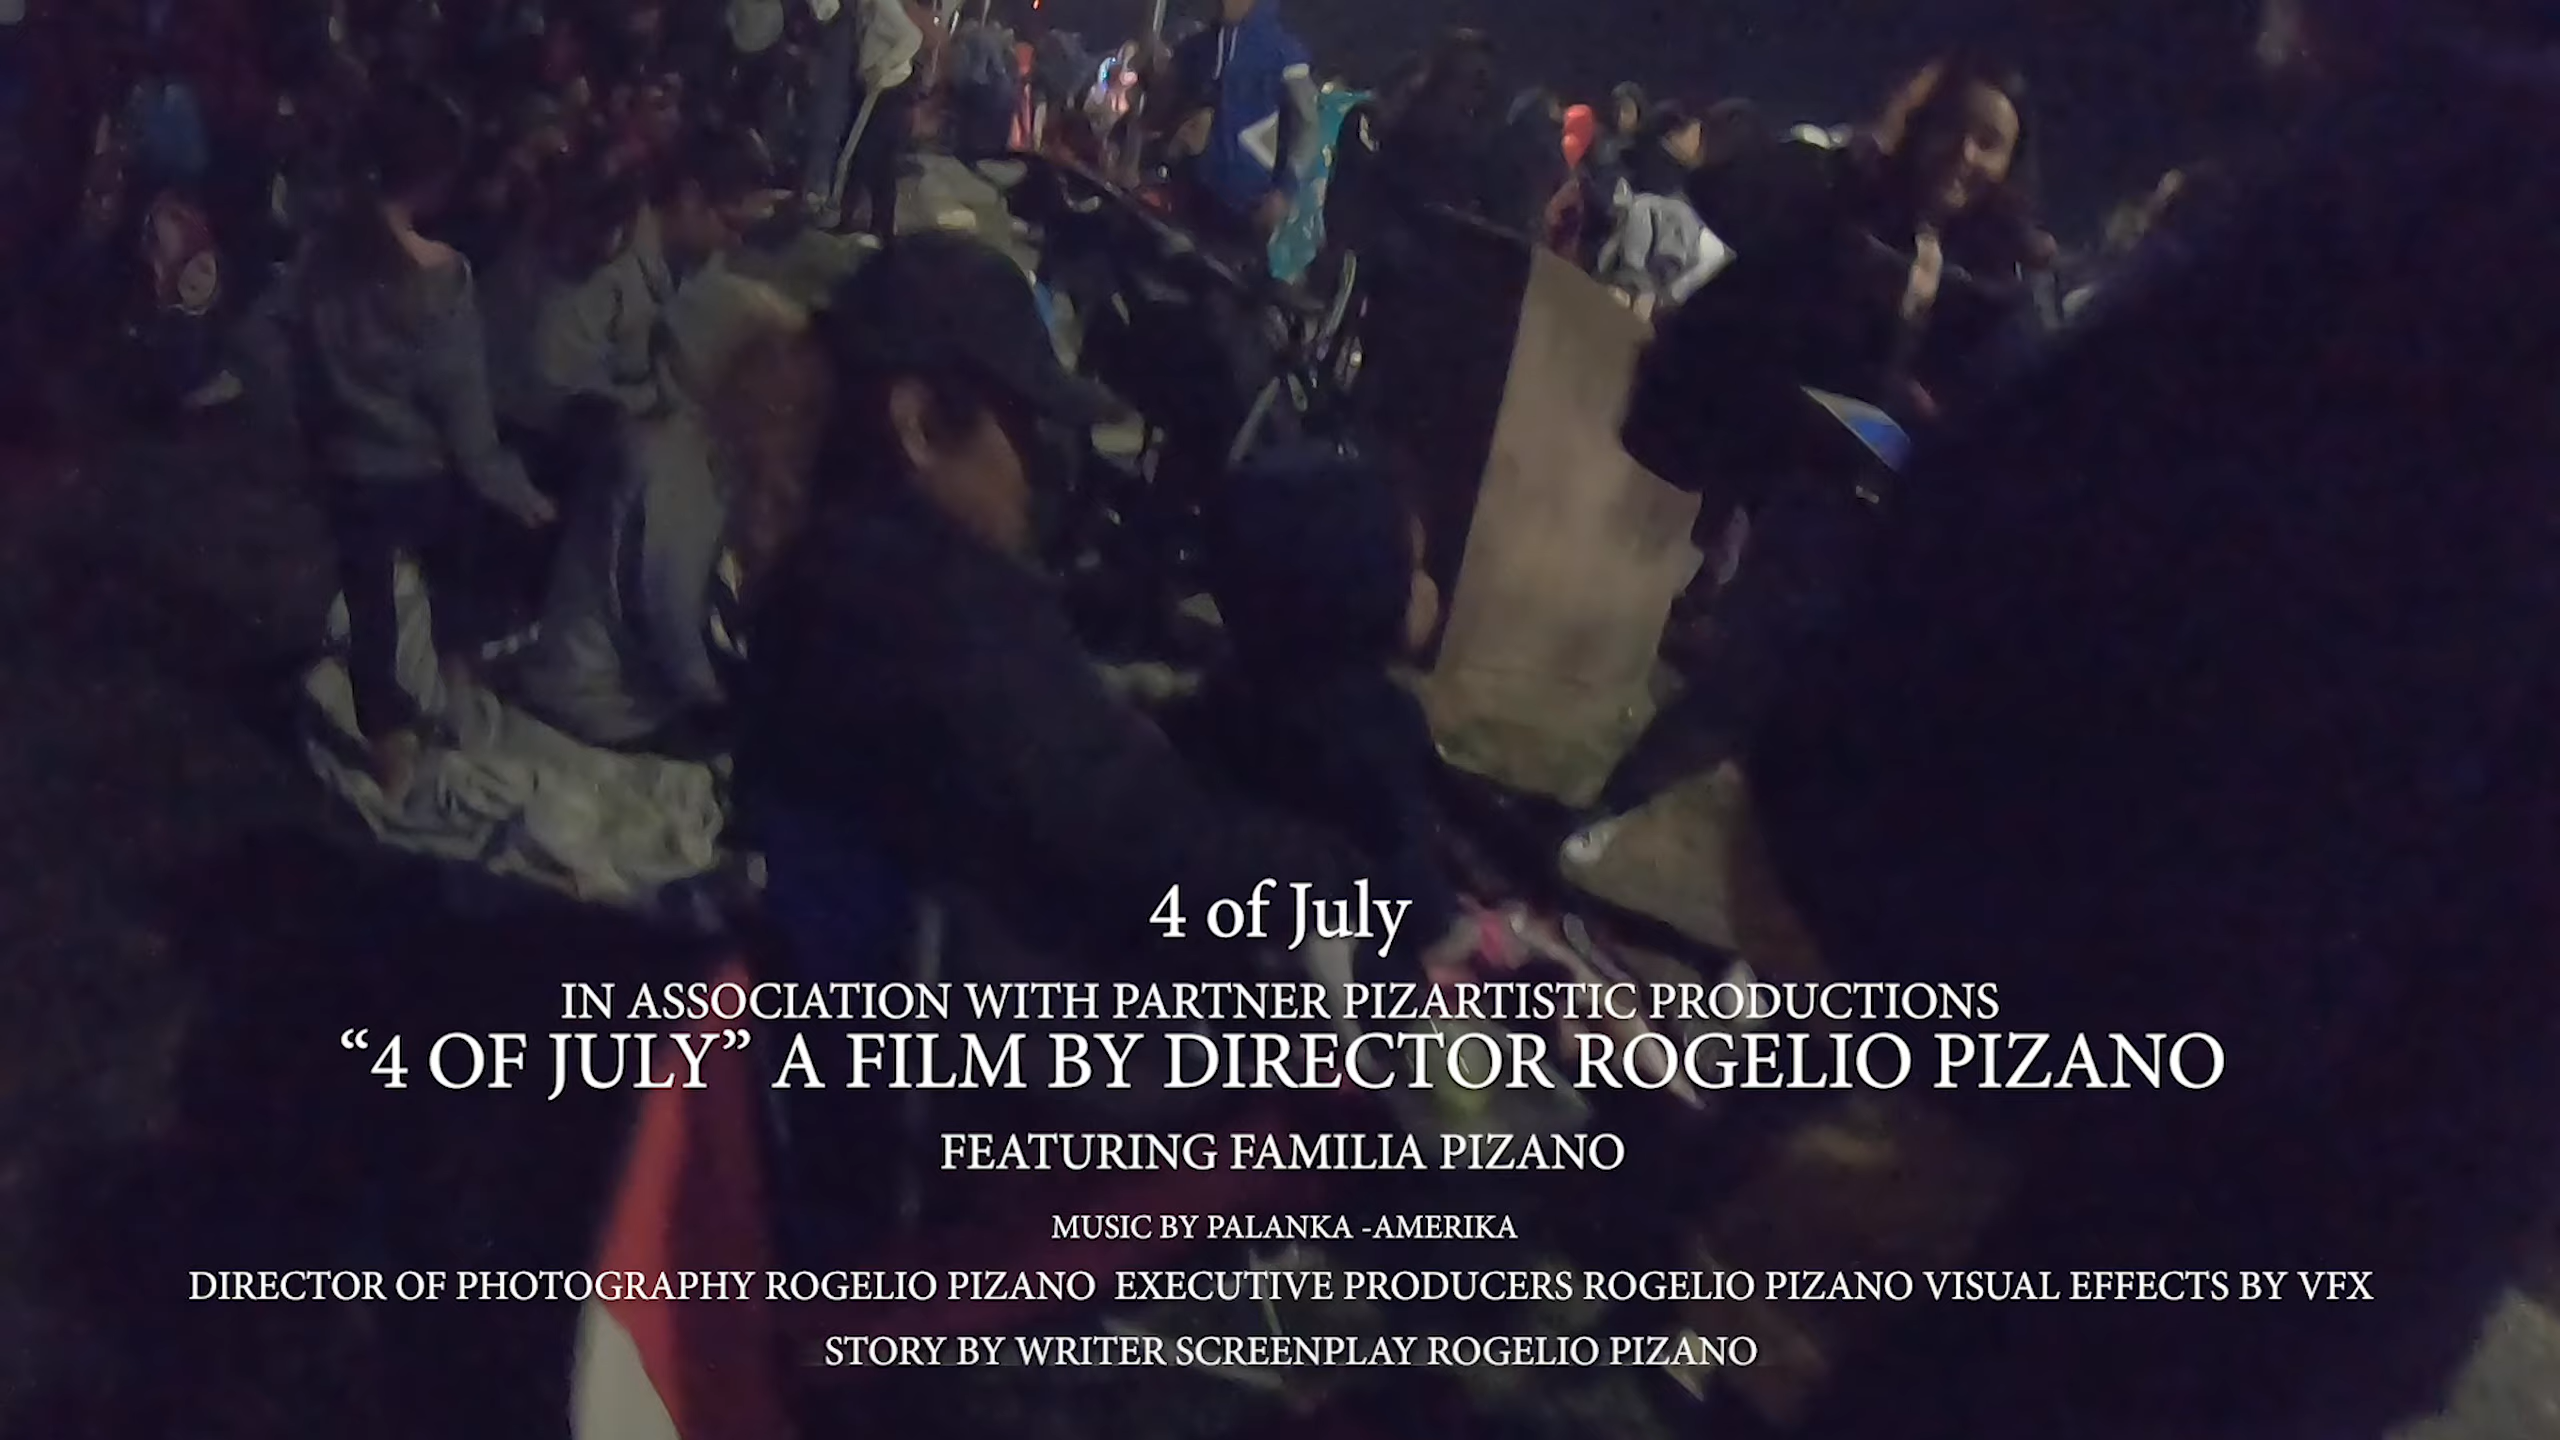 4 of July
IN ASSOCIATION WITH PARTNER PIZARTISTIC PRODUCTIONS
“4 OF JULY” A FILM BY DIRECTOR ROGELIO PIZANO
FEATURING FAMILIA PIZANO
MUSIC BY PALANKA -AMERIKA
DIRECTOR OF PHOTOGRAPHY ROGELIO PIZANO EXECUTIVE PRODUCERS ROGELIO PIZANO VISUAL EFFECTS BY VFX
STORY BY WRITER SCREENPLAY ROGELIO PIZANO